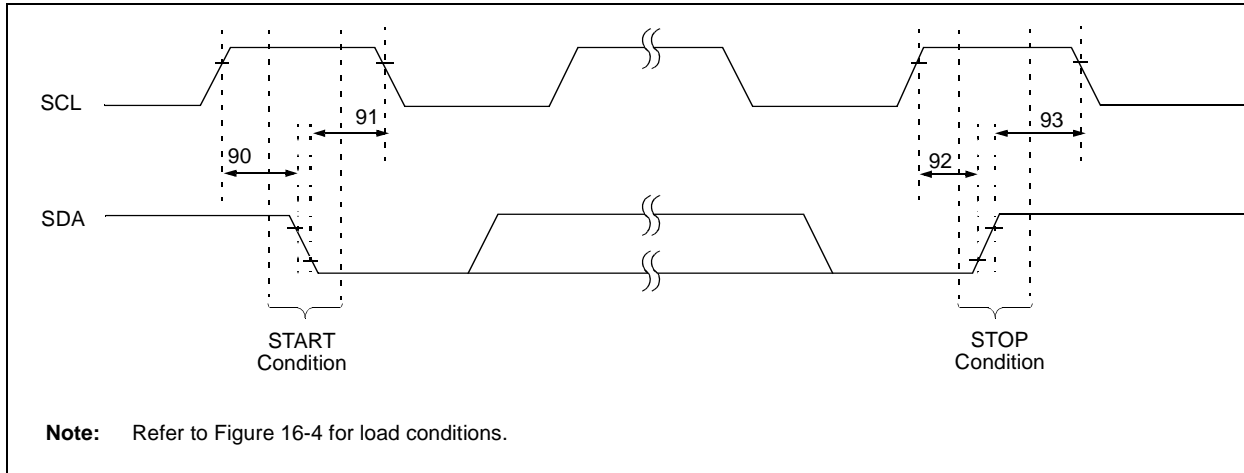 SCL
91
93
90
92
SDA
START
Condition
STOP
Condition
Note: Refer to Figure 16-4 for load conditions.